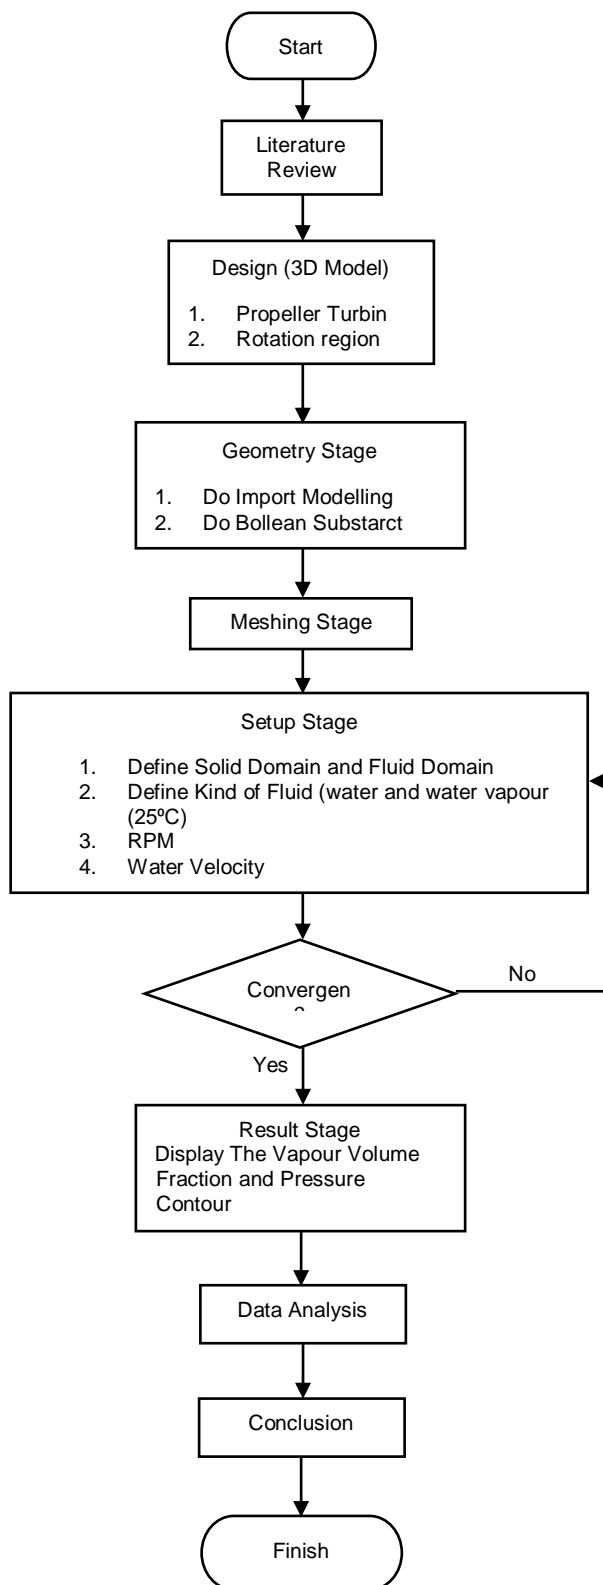 Start
Literature
Review
Design (3D Model)
1. Propeller Turbin
2. Rotation region
Geometry Stage
1. Do Import Modelling
2. Do Bollean Substarct
Meshing Stage
Setup Stage
1. Define Solid Domain and Fluid Domain
2. Define Kind of Fluid (water and water vapour
(25ºC)
3. RPM
4. Water Velocity
Convergen
No
Yes
Result Stage
Display The Vapour Volume
Fraction and Pressure
Contour
Data Analysis
Conclusion
Finish